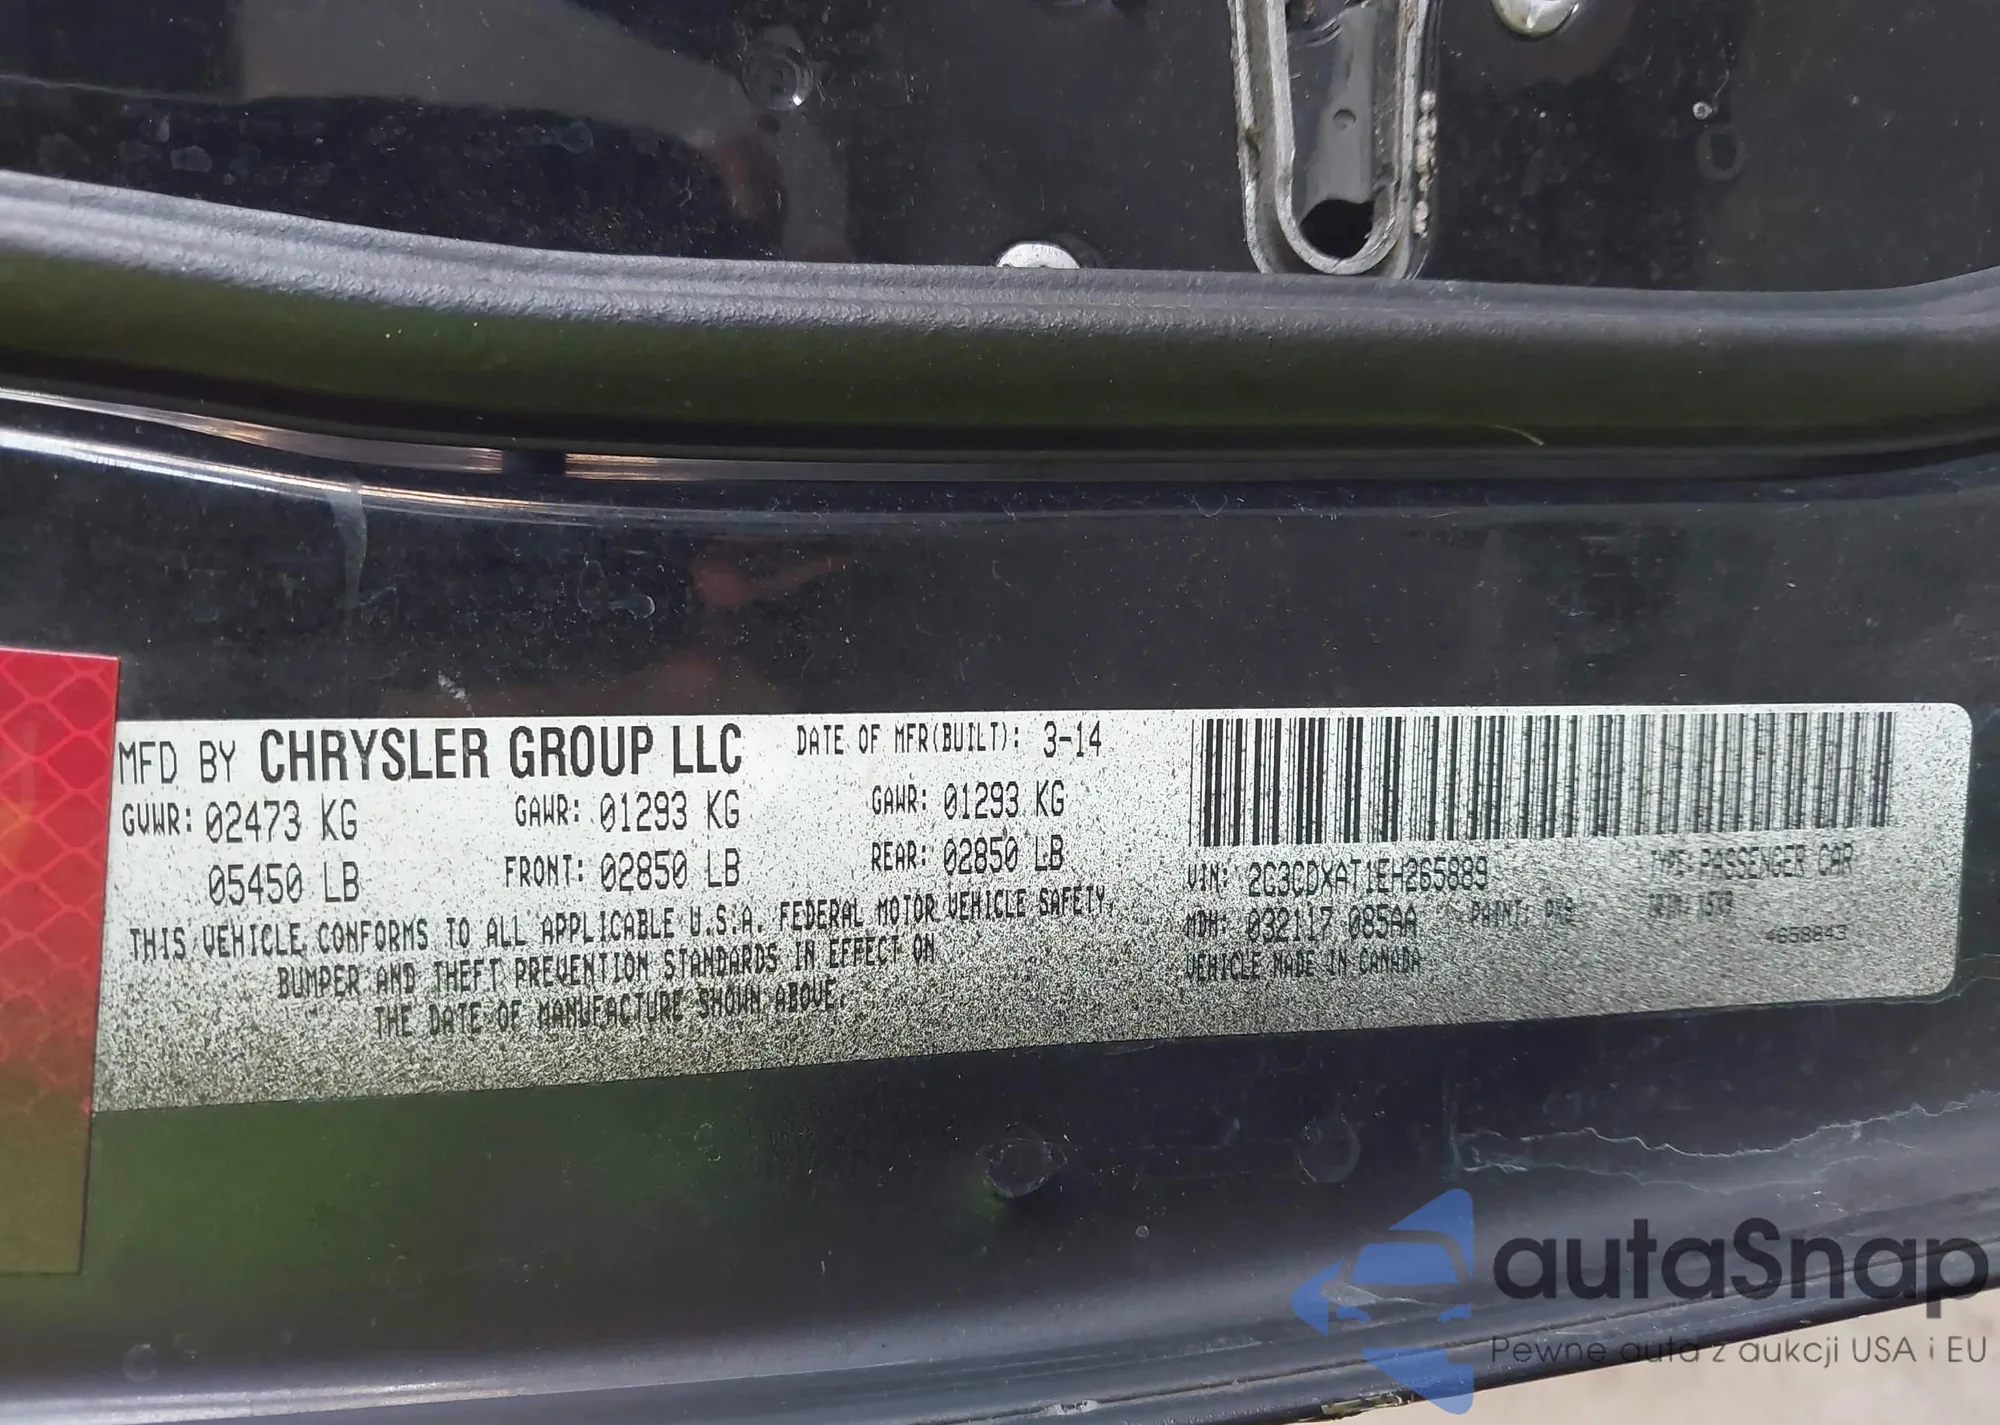 MFD BY CHRYSLER GROUP LLC DATE OF MFR(BUILT): 3-14
GVWR: 02473 KG GAWR: 01293 KG GAWR: 01293 KG
05450 LB FRONT: 02850 LB REAR: 02850 LB
THIS VEHICLE CONFORMS TO ALL APPLICABLE U.S.A. FEDERAL MOTOR VEHICLE SAFETY,
BUMPER AND THEFT PREVENTION STANDARDS IN EFFECT ON
THE DATE OF MANUFACTURE SHOWN ABOVE.
VIN: 2C3CDXAT1EH265889 TYPE: PASSENGER CAR
MDH: 032117 085AA PAINT: PX8 TRIM:
4658843
VEHICLE MADE IN CANADA
autaSnap
Pewne auta z aukcji USA i EU